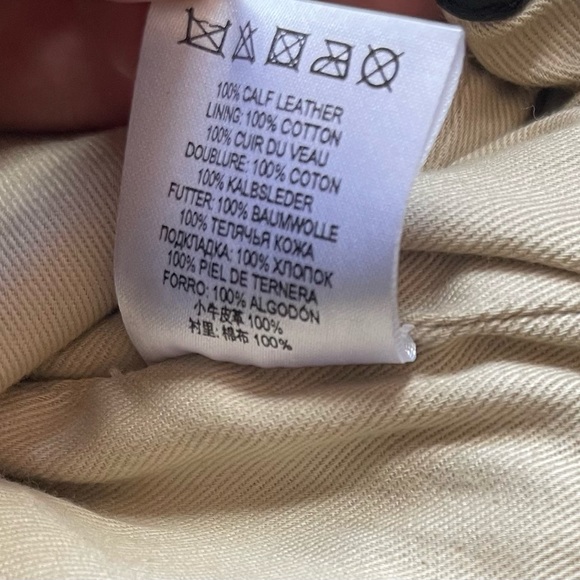 100% CALF LEATHER
LINING: 100% COTTON
100% CUIR DU VEAU
DOUBLURE: 100% COTON
100% KALBSLEDER
FUTTER: 100% BAUMWOLLE
100% ТЕЛЯЧЬЯ КОЖА
ПОДКЛАДКА: 100% ХЛОПОК
100% PIEL DE TERNERA
FORRO: 100% ALGODÓN
小牛皮革 100%
衬里: 棉布 100%